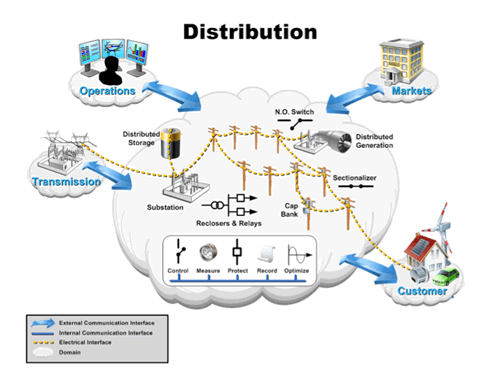 Distribution
Operations
Markets
N.O. Switch
Distributed
Storage
Distributed
Generation
Transmission
Sectionalizer
Substation
Cap
Bank
Reclosers & Relays
Control
Measure
Protect
Record
Optimize
Customer
External Communication Interface
Internal Communication Interface
Electrical Interface
Domain